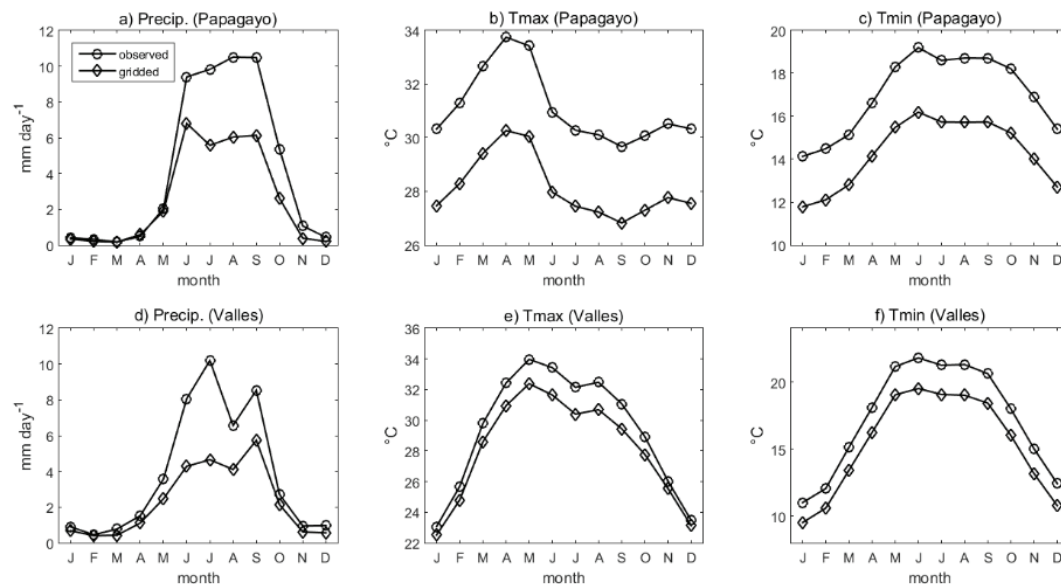 a) Precip. (Papagayo)
12
10
8
6
4
2
0
mm day-1
observed
gridded
J F M A M J J A S O N D
month
b) Tmax (Papagayo)
34
32
30
28
26
°C
J F M A M J J A S O N D
month
c) Tmin (Papagayo)
20
18
16
14
12
10
°C
J F M A M J J A S O N D
month
d) Precip. (Valles)
12
10
8
6
4
2
0
mm day-1
J F M A M J J A S O N D
month
e) Tmax (Valles)
36
34
32
30
28
26
24
22
°C
J F M A M J J A S O N D
month
f) Tmin (Valles)
20
15
10
°C
J F M A M J J A S O N D
month